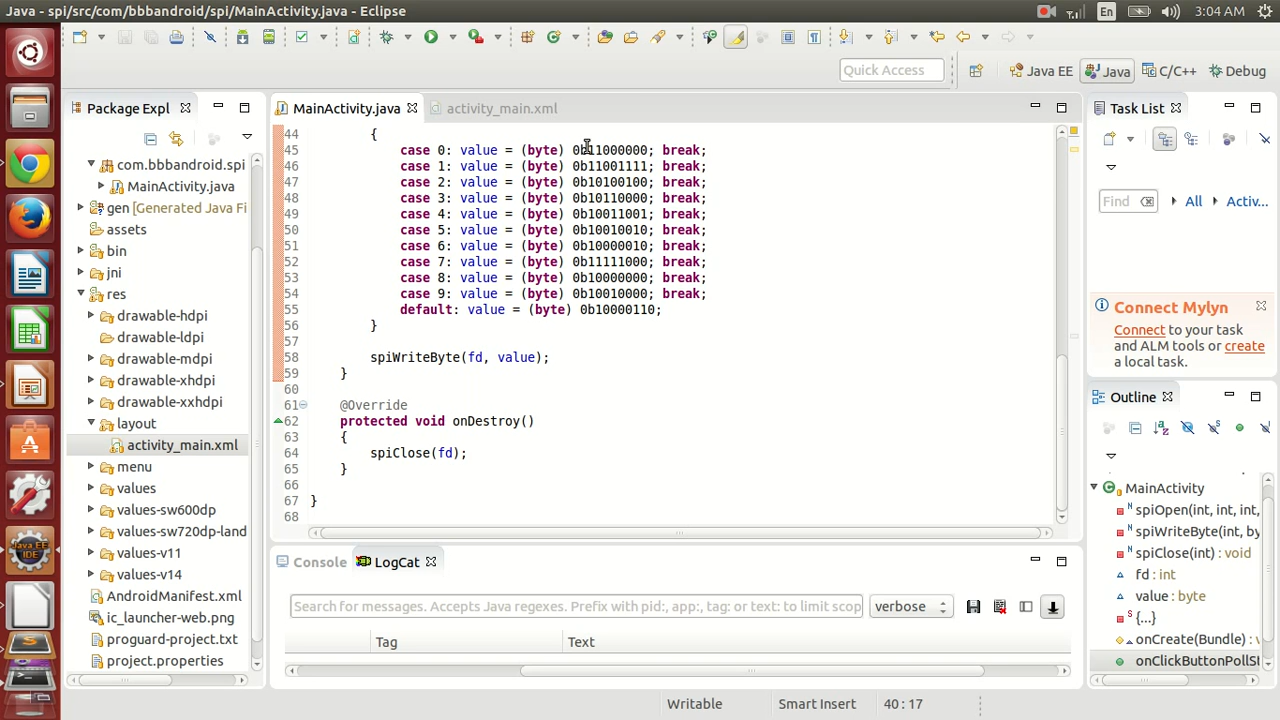 Java - spi/src/com/bbbandroid/spi/MainActivity.java - Eclipse
En
3:04 AM
Quick Access
Java EE
Java
C/C++
Debug
Package Expl
com.bbbandroid.spi
MainActivity.java
gen [Generated Java Fi
assets
bin
jni
res
drawable-hdpi
drawable-ldpi
drawable-mdpi
drawable-xhdpi
drawable-xxhdpi
layout
activity_main.xml
menu
values
values-sw600dp
values-sw720dp-land
values-v11
values-v14
AndroidManifest.xml
ic_launcher-web.png
proguard-project.txt
project.properties
MainActivity.java
activity_main.xml
44 {
45 case 0: value = (byte) 0b11000000; break;
46 case 1: value = (byte) 0b11001111; break;
47 case 2: value = (byte) 0b10100100; break;
48 case 3: value = (byte) 0b10110000; break;
49 case 4: value = (byte) 0b10011001; break;
50 case 5: value = (byte) 0b10010010; break;
51 case 6: value = (byte) 0b10000010; break;
52 case 7: value = (byte) 0b11111000; break;
53 case 8: value = (byte) 0b10000000; break;
54 case 9: value = (byte) 0b10010000; break;
55 default: value = (byte) 0b10000110;
56 }
57
58 spiWriteByte(fd, value);
59 }
60
61 @Override
62 protected void onDestroy()
63 {
64 spiClose(fd);
65 }
66
67 }
68
Console
LogCat
Search for messages. Accepts Java regexes. Prefix with pid:, app:, tag: or text: to limit scop
verbose
Tag
Text
Task List
Find
All
Activ...
Connect Mylyn
Connect to your task
and ALM tools or create
a local task.
Outline
MainActivity
spiOpen(int, int, int,
spiWriteByte(int, by
spiClose(int) : void
fd : int
value : byte
{...}
onCreate(Bundle) : v
onClickButtonPollSI
Writable
Smart Insert
40 : 17